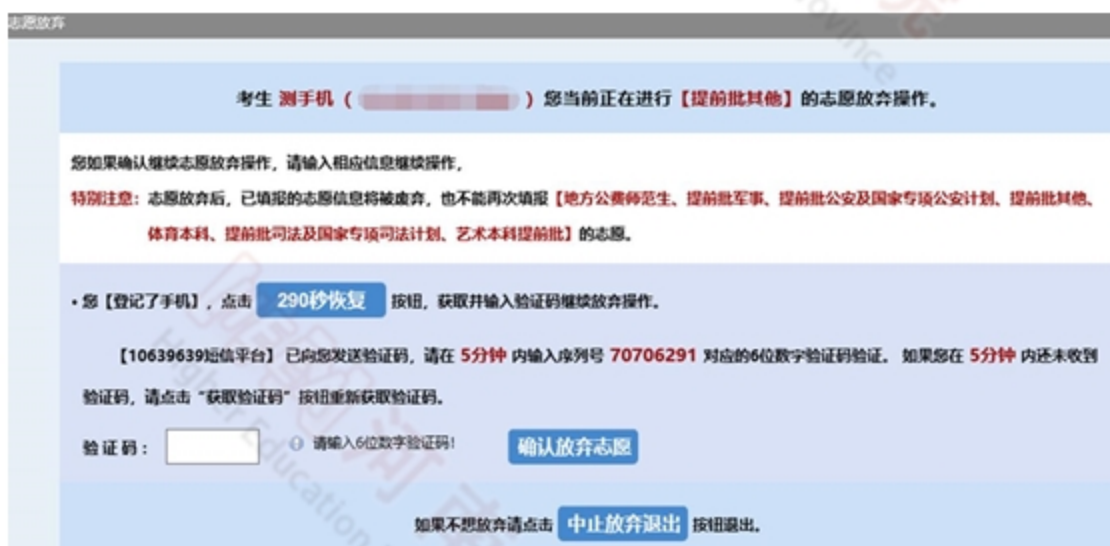 志愿放弃
考生 测手机（ ）您当前正在进行【提前批其他】的志愿放弃操作。
您如果确认继续志愿放弃操作，请输入相应信息继续操作，
特别注意：志愿放弃后，已填报的志愿信息将被废弃，也不能再次填报【地方公费师范生、提前批军事、提前批公安及国家专项公安计划、提前批其他、
体育本科、提前批司法及国家专项司法计划、艺术本科提前批】的志愿。
• 您【登记了手机】，点击 290秒恢复 按钮，获取并输入验证码继续放弃操作。
【10639639短信平台】 已向您发送验证码，请在 5分钟 内输入序列号 70706291 对应的6位数字验证码验证。 如果您在 5分钟 内还未收到
验证码，请点击“获取验证码”按钮重新获取验证码。
验证码： 请输入6位数字验证码! 确认放弃志愿
如果不想放弃请点击 中止放弃退出 按钮退出。
Higher Education
Province